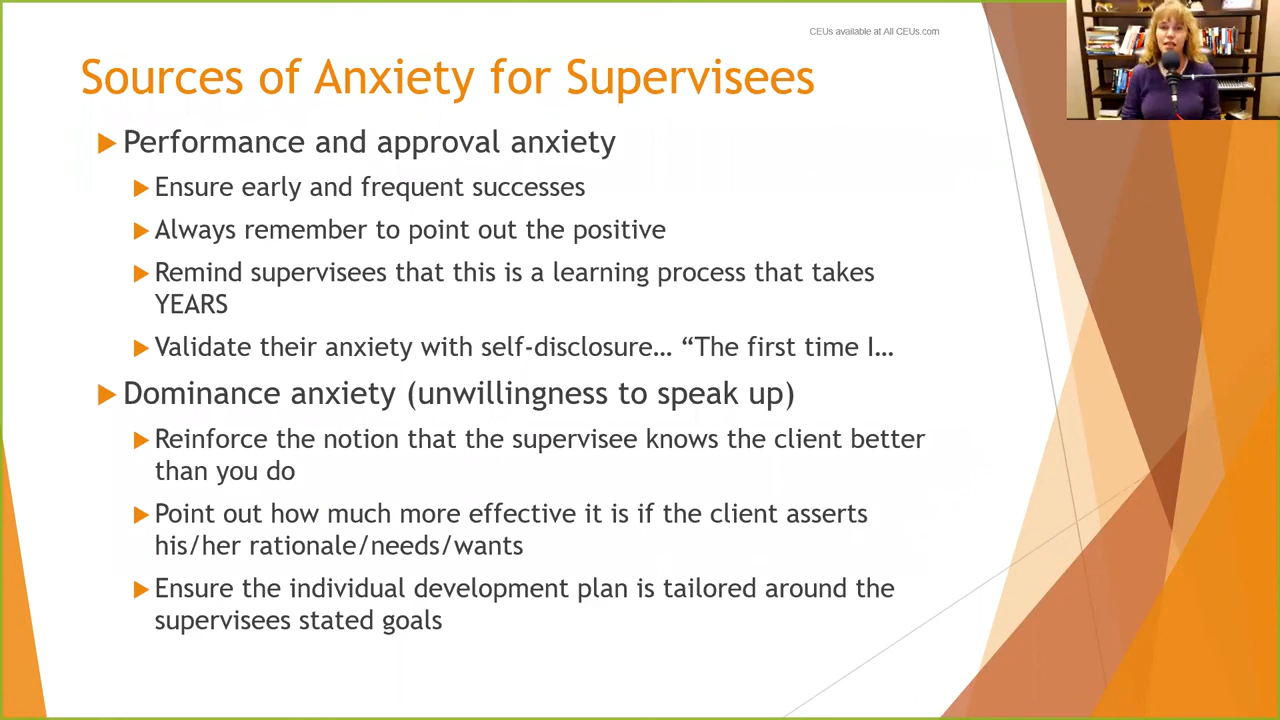 CEUs available at All CEUs.com
Sources of Anxiety for Supervisees
Performance and approval anxiety
Ensure early and frequent successes
Always remember to point out the positive
Remind supervisees that this is a learning process that takes
YEARS
Validate their anxiety with self-disclosure… “The first time I…
Dominance anxiety (unwillingness to speak up)
Reinforce the notion that the supervisee knows the client better
than you do
Point out how much more effective it is if the client asserts
his/her rationale/needs/wants
Ensure the individual development plan is tailored around the
supervisees stated goals